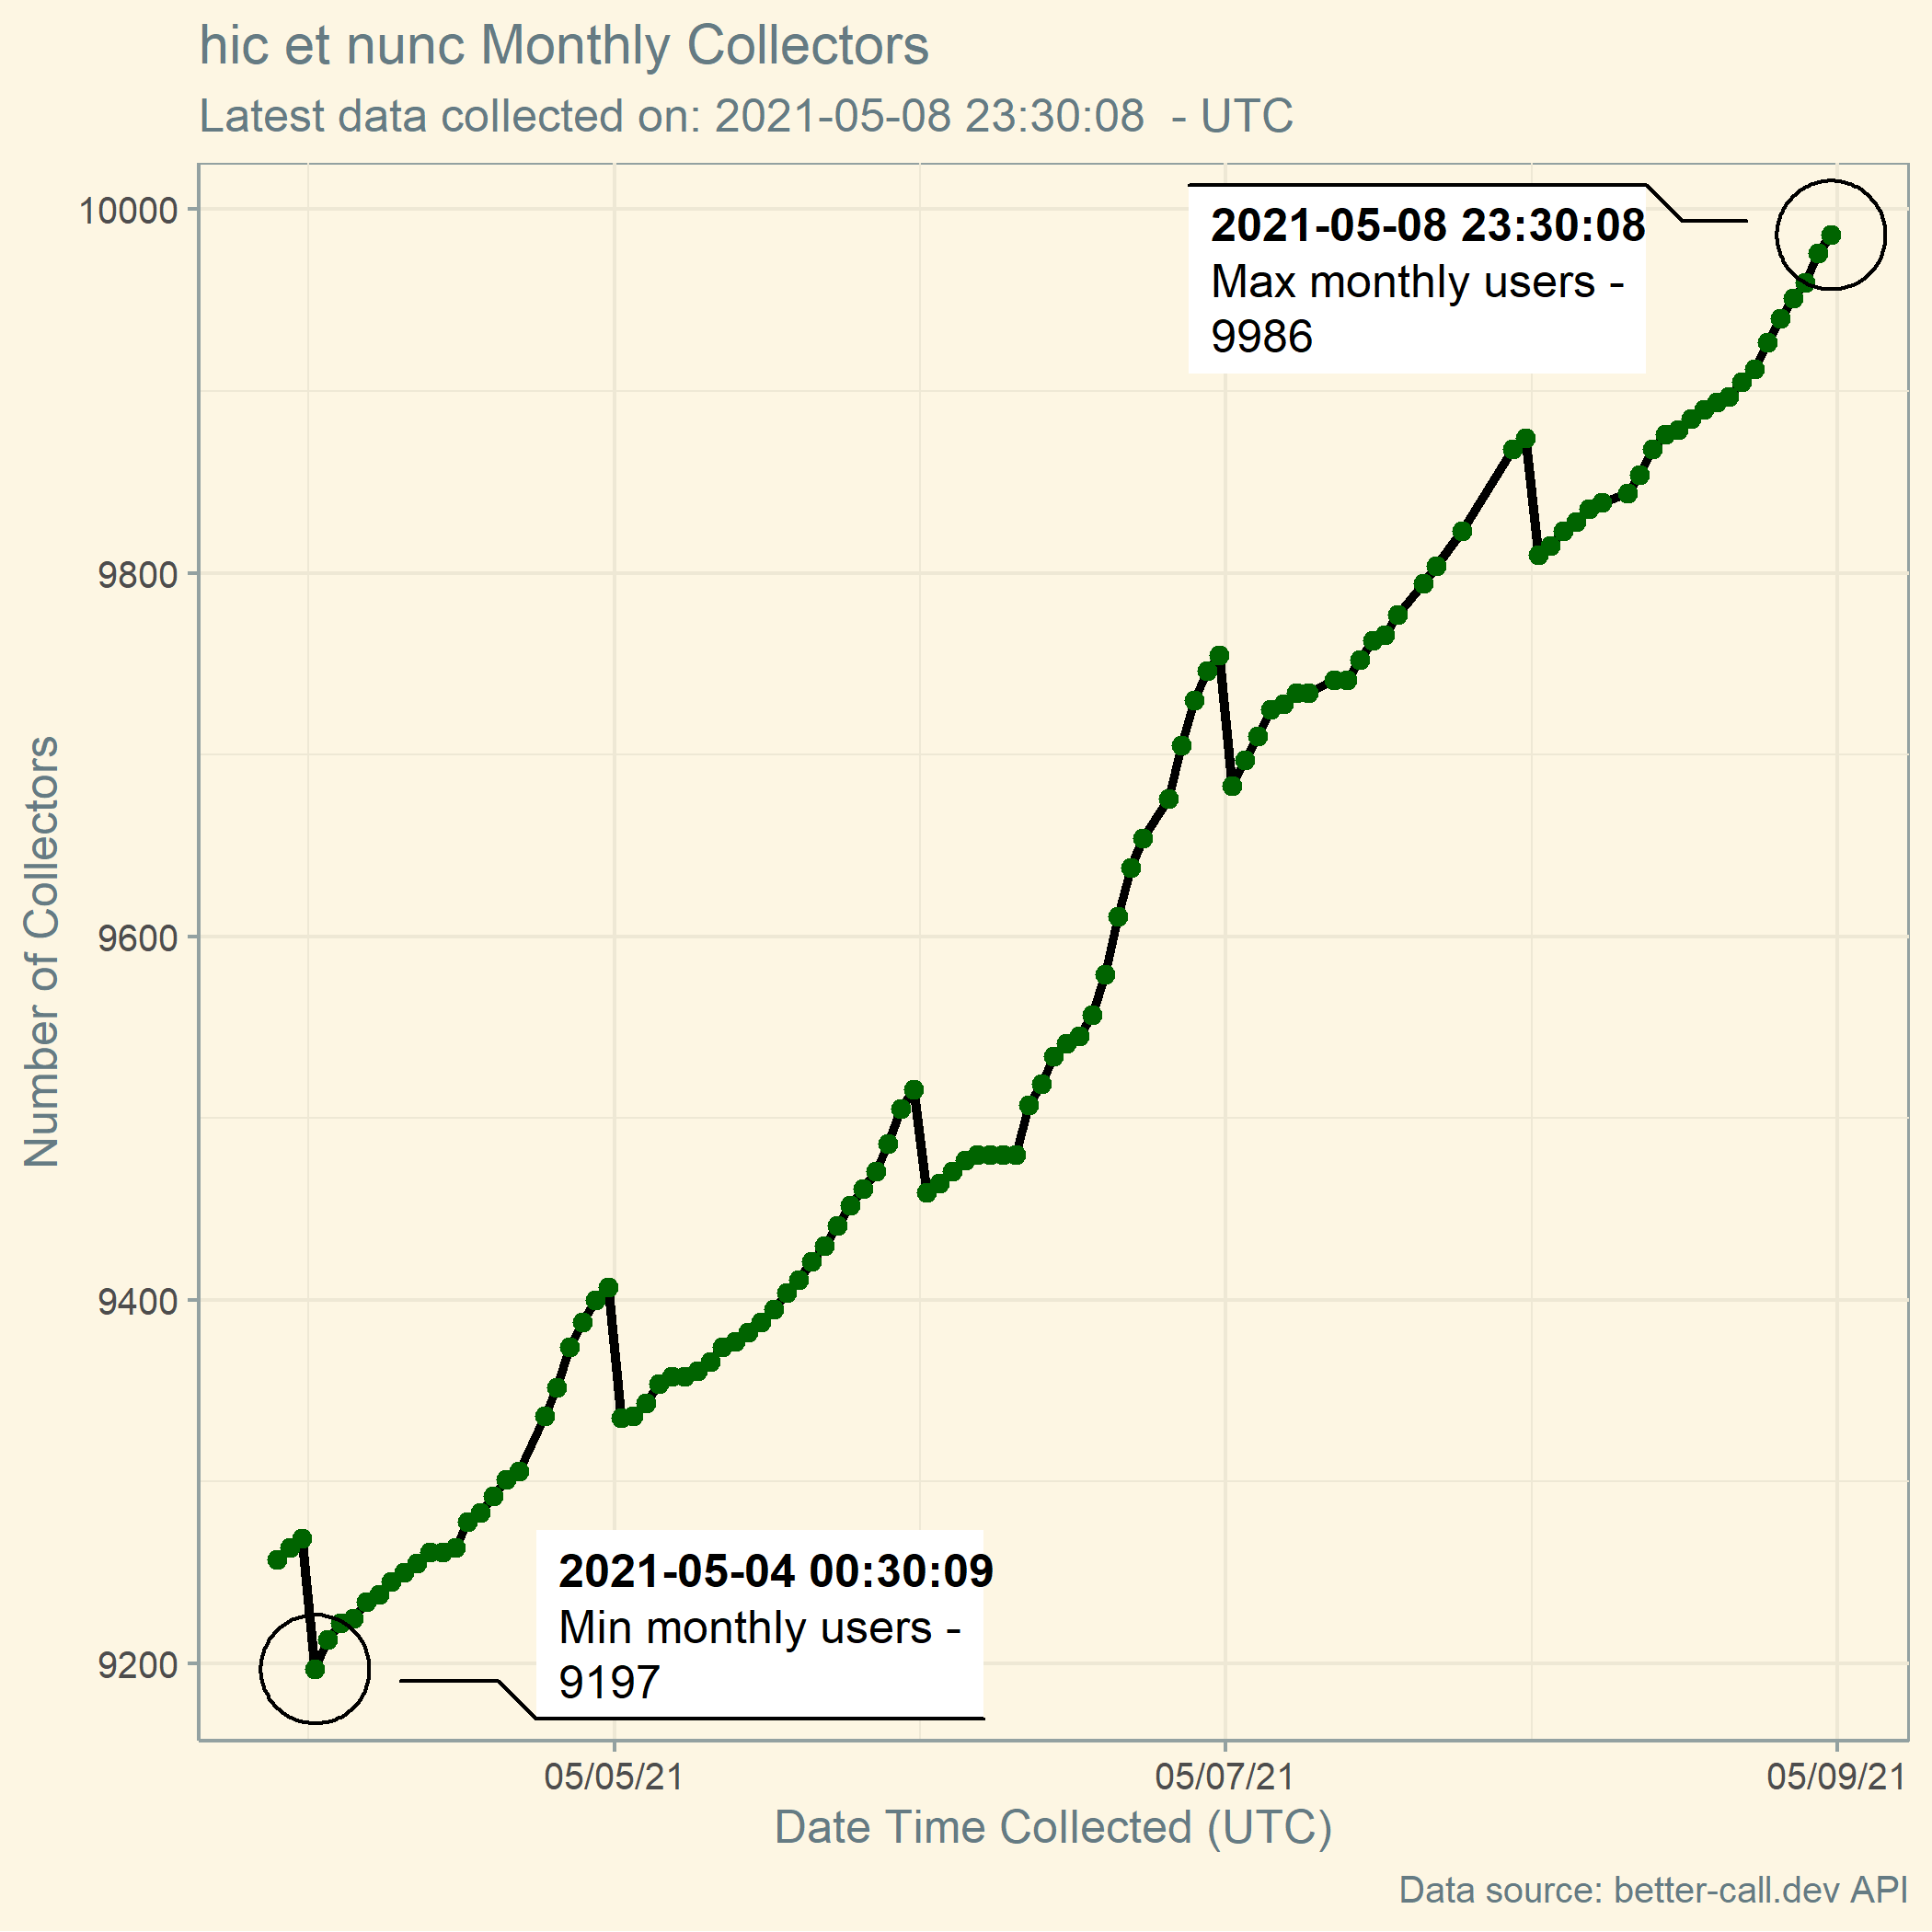 hic et nunc Monthly Collectors
Latest data collected on: 2021-05-08 23:30:08  - UTC
10000
9800
9600
9400
9200
Number of Collectors
2021-05-08 23:30:08
Max monthly users -
9986
2021-05-04 00:30:09
Min monthly users -
9197
05/05/21
05/07/21
05/09/21
Date Time Collected (UTC)
Data source: better-call.dev API